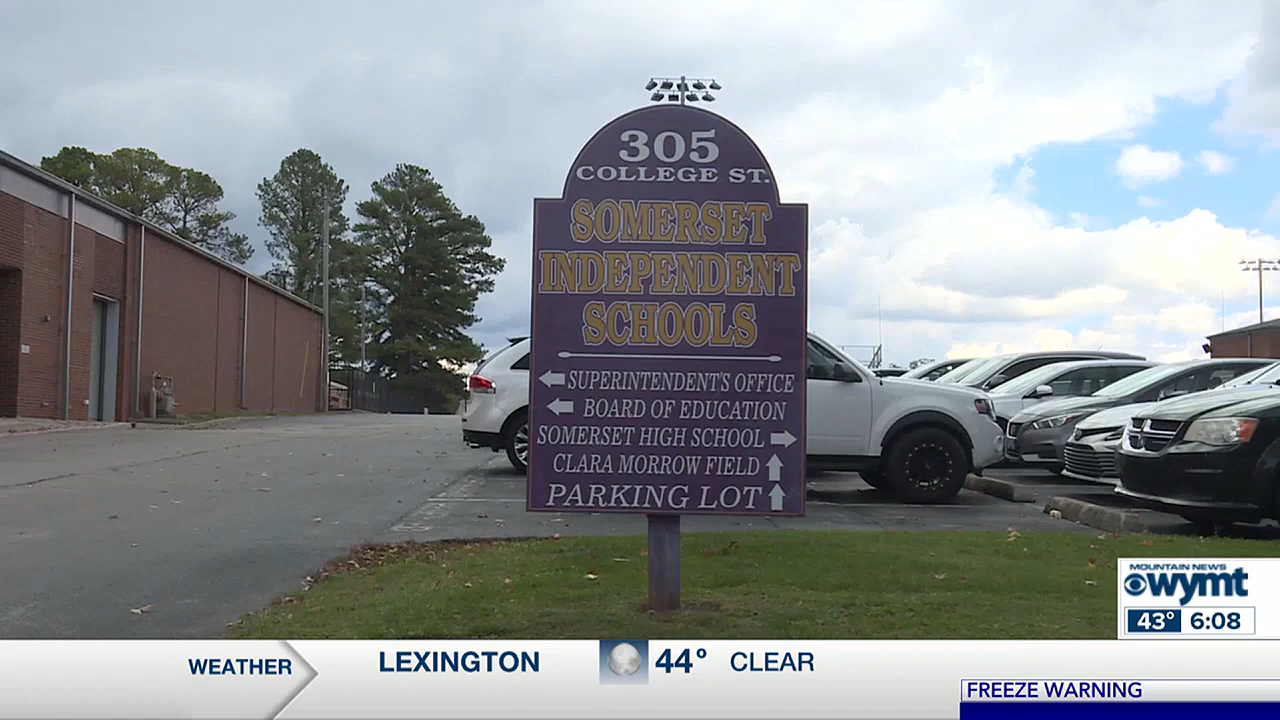 305
COLLEGE ST.
SOMERSET
INDEPENDENT
SCHOOLS
SUPERINTENDENT'S OFFICE
BOARD OF EDUCATION
SOMERSET HIGH SCHOOL
CLARA MORROW FIELD
PARKING LOT
MOUNTAIN NEWS
wymt
43° 6:08
WEATHER LEXINGTON 44° CLEAR
FREEZE WARNING